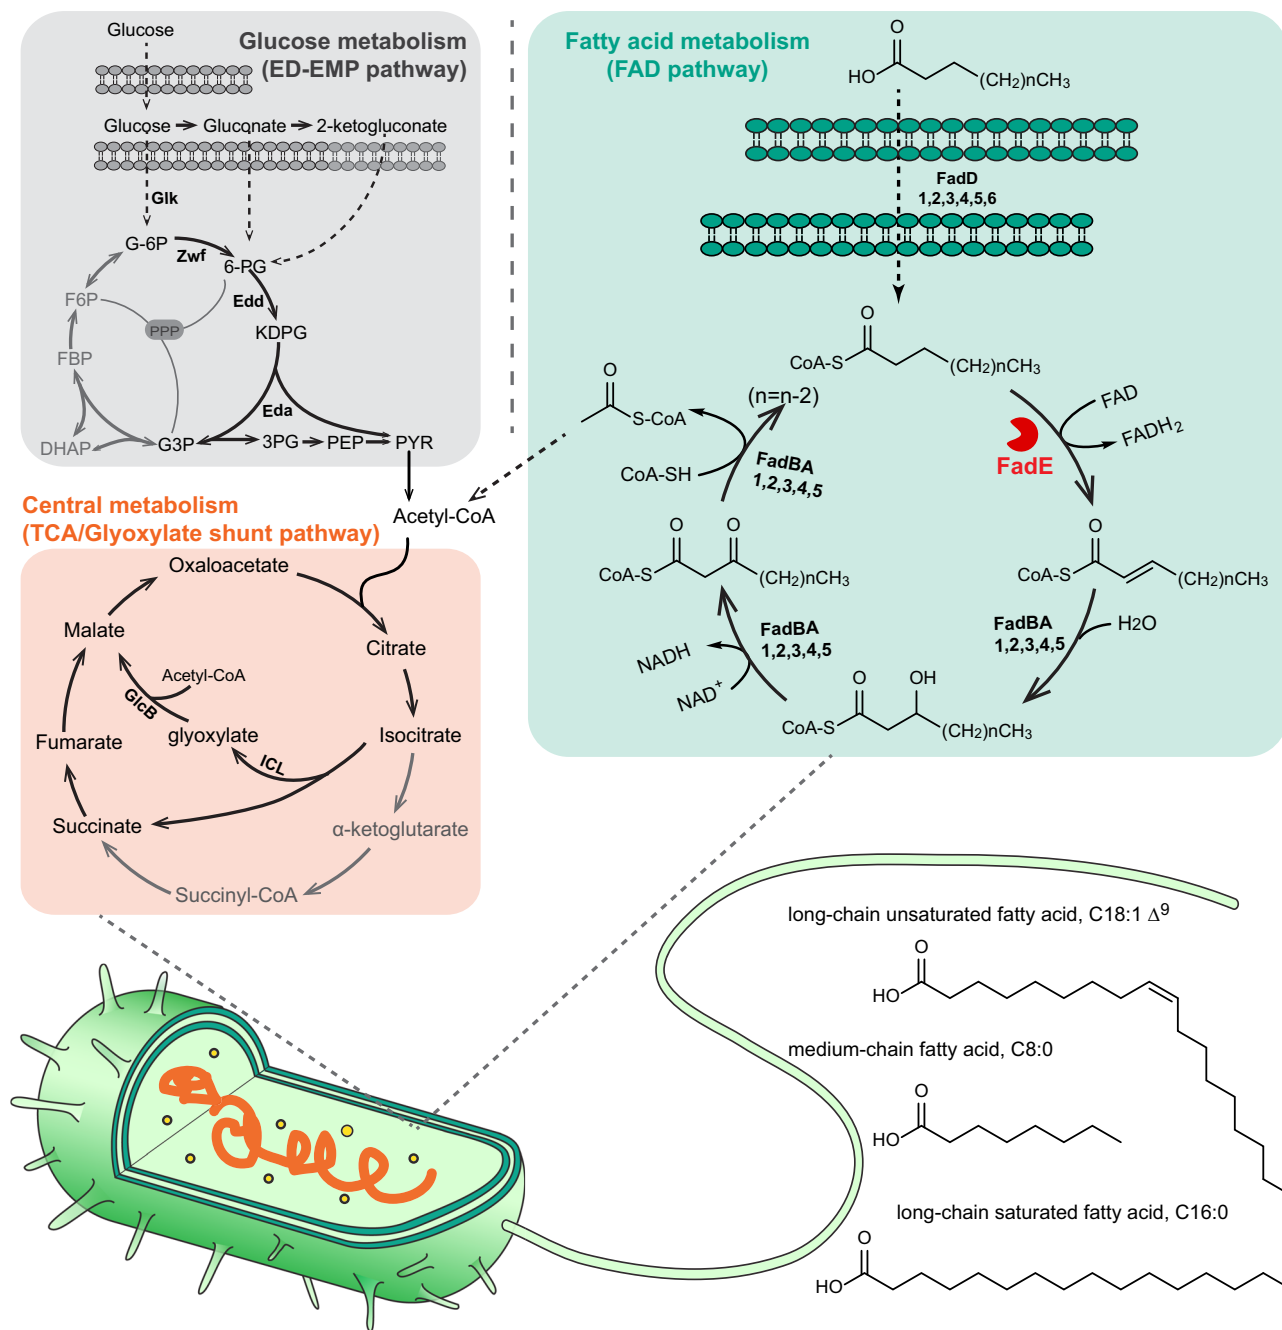 Glucose
Glucose metabolism
(ED-EMP pathway)
Glucose
Gluconate
2-ketogluconate
Glk
G-6P
Zwf
6-PG
F6P
Edd
PPP
KDPG
FBP
Eda
DHAP
G3P
3PG
PEP
PYR
Acetyl-CoA
Central metabolism
(TCA/Glyoxylate shunt pathway)
Oxaloacetate
Malate
Citrate
Acetyl-CoA
GlcB
glyoxylate
Isocitrate
Fumarate
ICL
Succinate
α-ketoglutarate
Succinyl-CoA
Fatty acid metabolism
(FAD pathway)
O
HO
(CH2)nCH3
FadD
1,2,3,4,5,6
O
CoA-S
(CH2)nCH3
(n=n-2)
O
S-CoA
CoA-SH
FadBA
1,2,3,4,5
FAD
FADH2
FadE
O
O
CoA-S
(CH2)nCH3
O
CoA-S
(CH2)nCH3
FadBA
1,2,3,4,5
H2O
FadBA
1,2,3,4,5
NADH
NAD+
O
OH
CoA-S
(CH2)nCH3
long-chain unsaturated fatty acid, C18:1 Δ9
O
HO
medium-chain fatty acid, C8:0
O
HO
long-chain saturated fatty acid, C16:0
O
HO